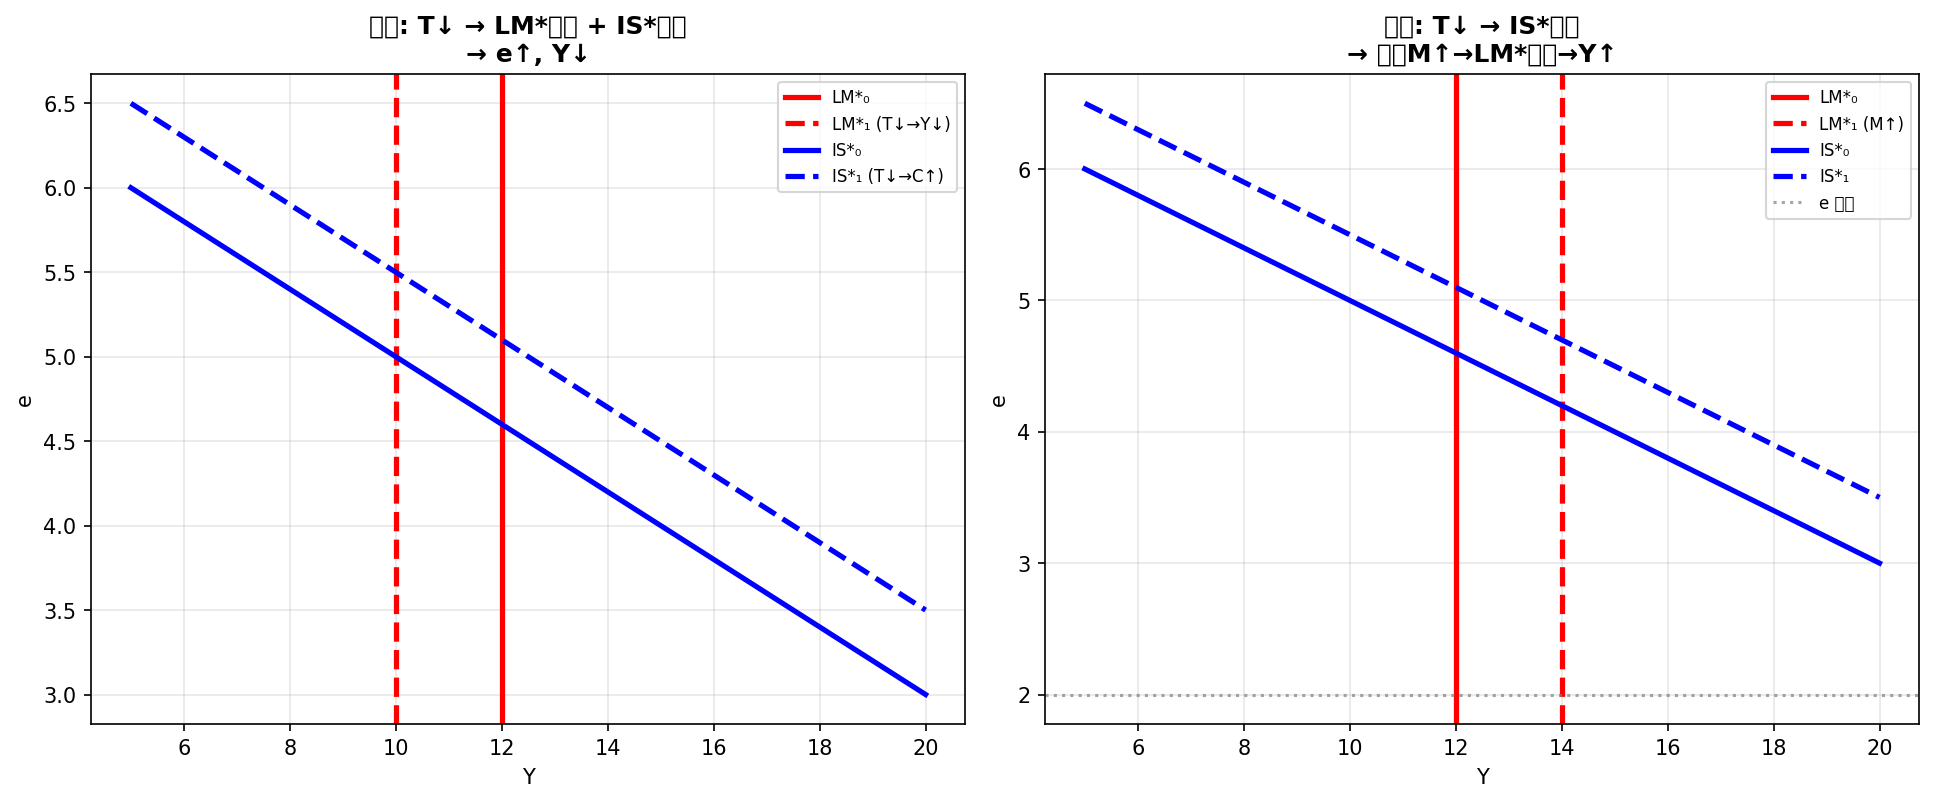 : T↓ → LM* + IS*
→ e↑, Y↓
LM*₀
LM*₁ (T↓→Y↓)
IS*₀
IS*₁ (T↓→C↑)
6.5
6.0
5.5
5.0
4.5
4.0
3.5
3.0
e
6 8 10 12 14 16 18 20
Y
: T↓ → IS*
→ M↑→LM*→Y↑
LM*₀
LM*₁ (M↑)
IS*₀
IS*₁
e
6
5
4
3
2
e
6 8 10 12 14 16 18 20
Y